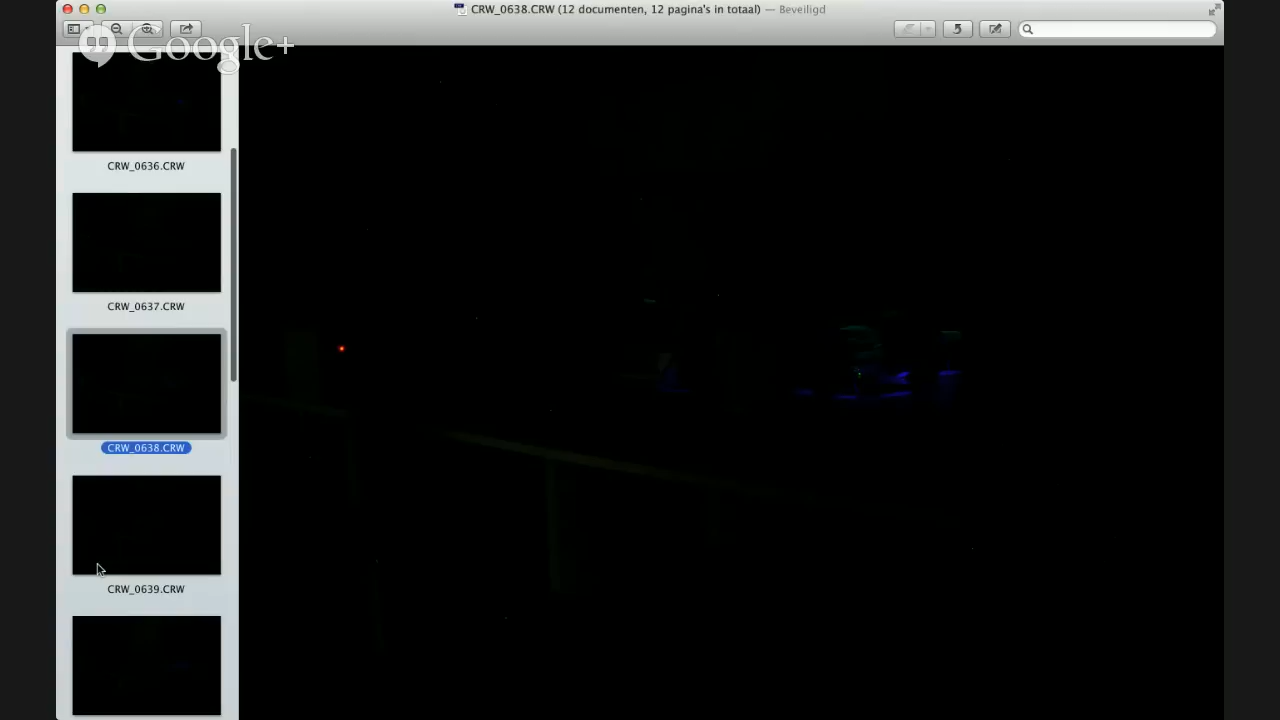 CRW_0638.CRW (12 documenten, 12 pagina's in totaal) — Beveiligd
Google+
CRW_0636.CRW
CRW_0637.CRW
CRW_0638.CRW
CRW_0639.CRW